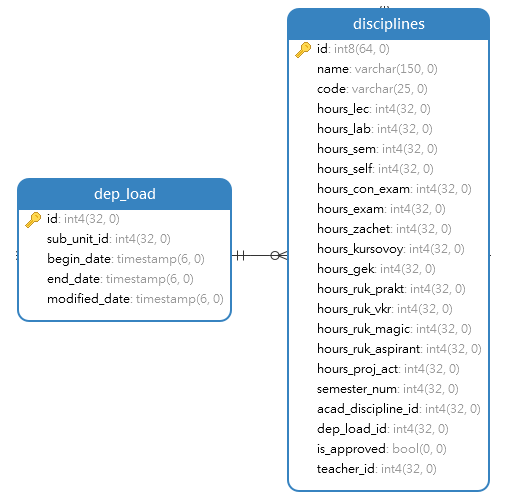 disciplines
id: int8(64, 0)
name: varchar(150, 0)
code: varchar(25, 0)
hours_lec: int4(32, 0)
hours_lab: int4(32, 0)
hours_sem: int4(32, 0)
hours_self: int4(32, 0)
hours_con_exam: int4(32, 0)
hours_exam: int4(32, 0)
hours_zachet: int4(32, 0)
hours_kursovoy: int4(32, 0)
hours_gek: int4(32, 0)
hours_ruk_prakt: int4(32, 0)
hours_ruk_vkr: int4(32, 0)
hours_ruk_magic: int4(32, 0)
hours_ruk_aspirant: int4(32, 0)
hours_proj_act: int4(32, 0)
semester_num: int4(32, 0)
acad_discipline_id: int4(32, 0)
dep_load_id: int4(32, 0)
is_approved: bool(0, 0)
teacher_id: int4(32, 0)
dep_load
id: int4(32, 0)
sub_unit_id: int4(32, 0)
begin_date: timestamp(6, 0)
end_date: timestamp(6, 0)
modified_date: timestamp(6, 0)